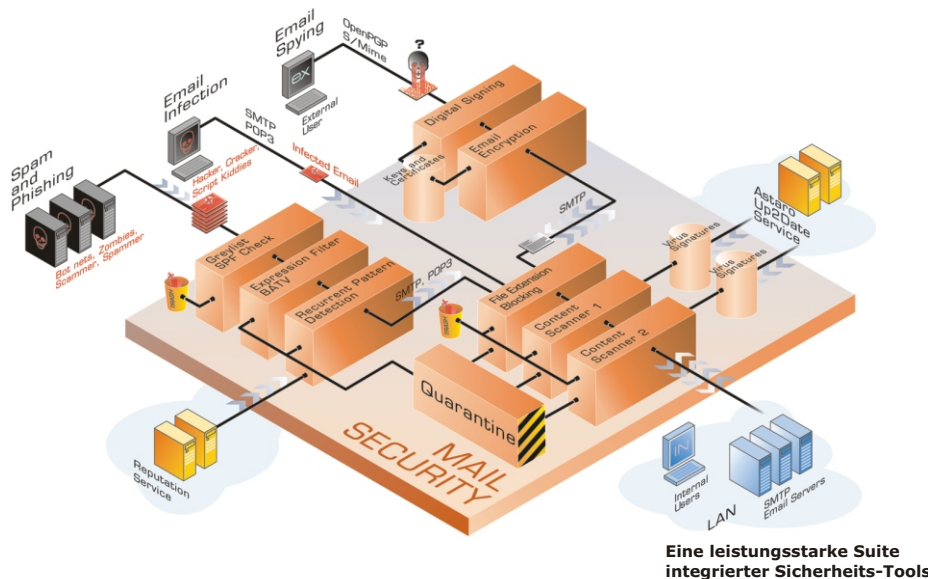 Email
Spying
OpenPGP
S/Mime
?
ex
External
User
Email
Infection
SMTP
POP3
Infected Email
Hacker, Cracker,
Script Kiddies
Spam
and
Phishing
Bot nets, Zombies,
Scammer, Spammer
Digital Signing
Email
Encryption
Keys and
Certificates
SMTP
Astaro
Up2Date
Service
Virus
Signatures
Virus
Signatures
Greylist
SPF Check
Expression Filter
BATV
Recurrent Pattern
Detection
SMTP, POP3
File Extension
Blocking
Content
Scanner 1
Content
Scanner 2
Quarantine
MAIL
SECURITY
Reputation
Service
IN
Internal
Users
LAN
SMTP
Email Servers
Eine leistungsstarke Suite
integrierter Sicherheits-Tools